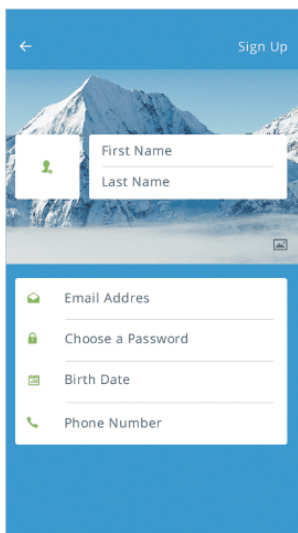 Sign Up
First Name
Last Name
Email Addres
Choose a Password
Birth Date
Phone Number